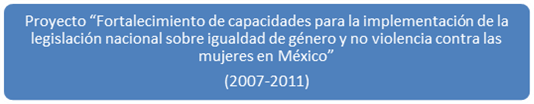 Proyecto “Fortalecimiento de capacidades para la implementación de la
legislación nacional sobre igualdad de género y no violencia contra las
mujeres en México”
(2007-2011)